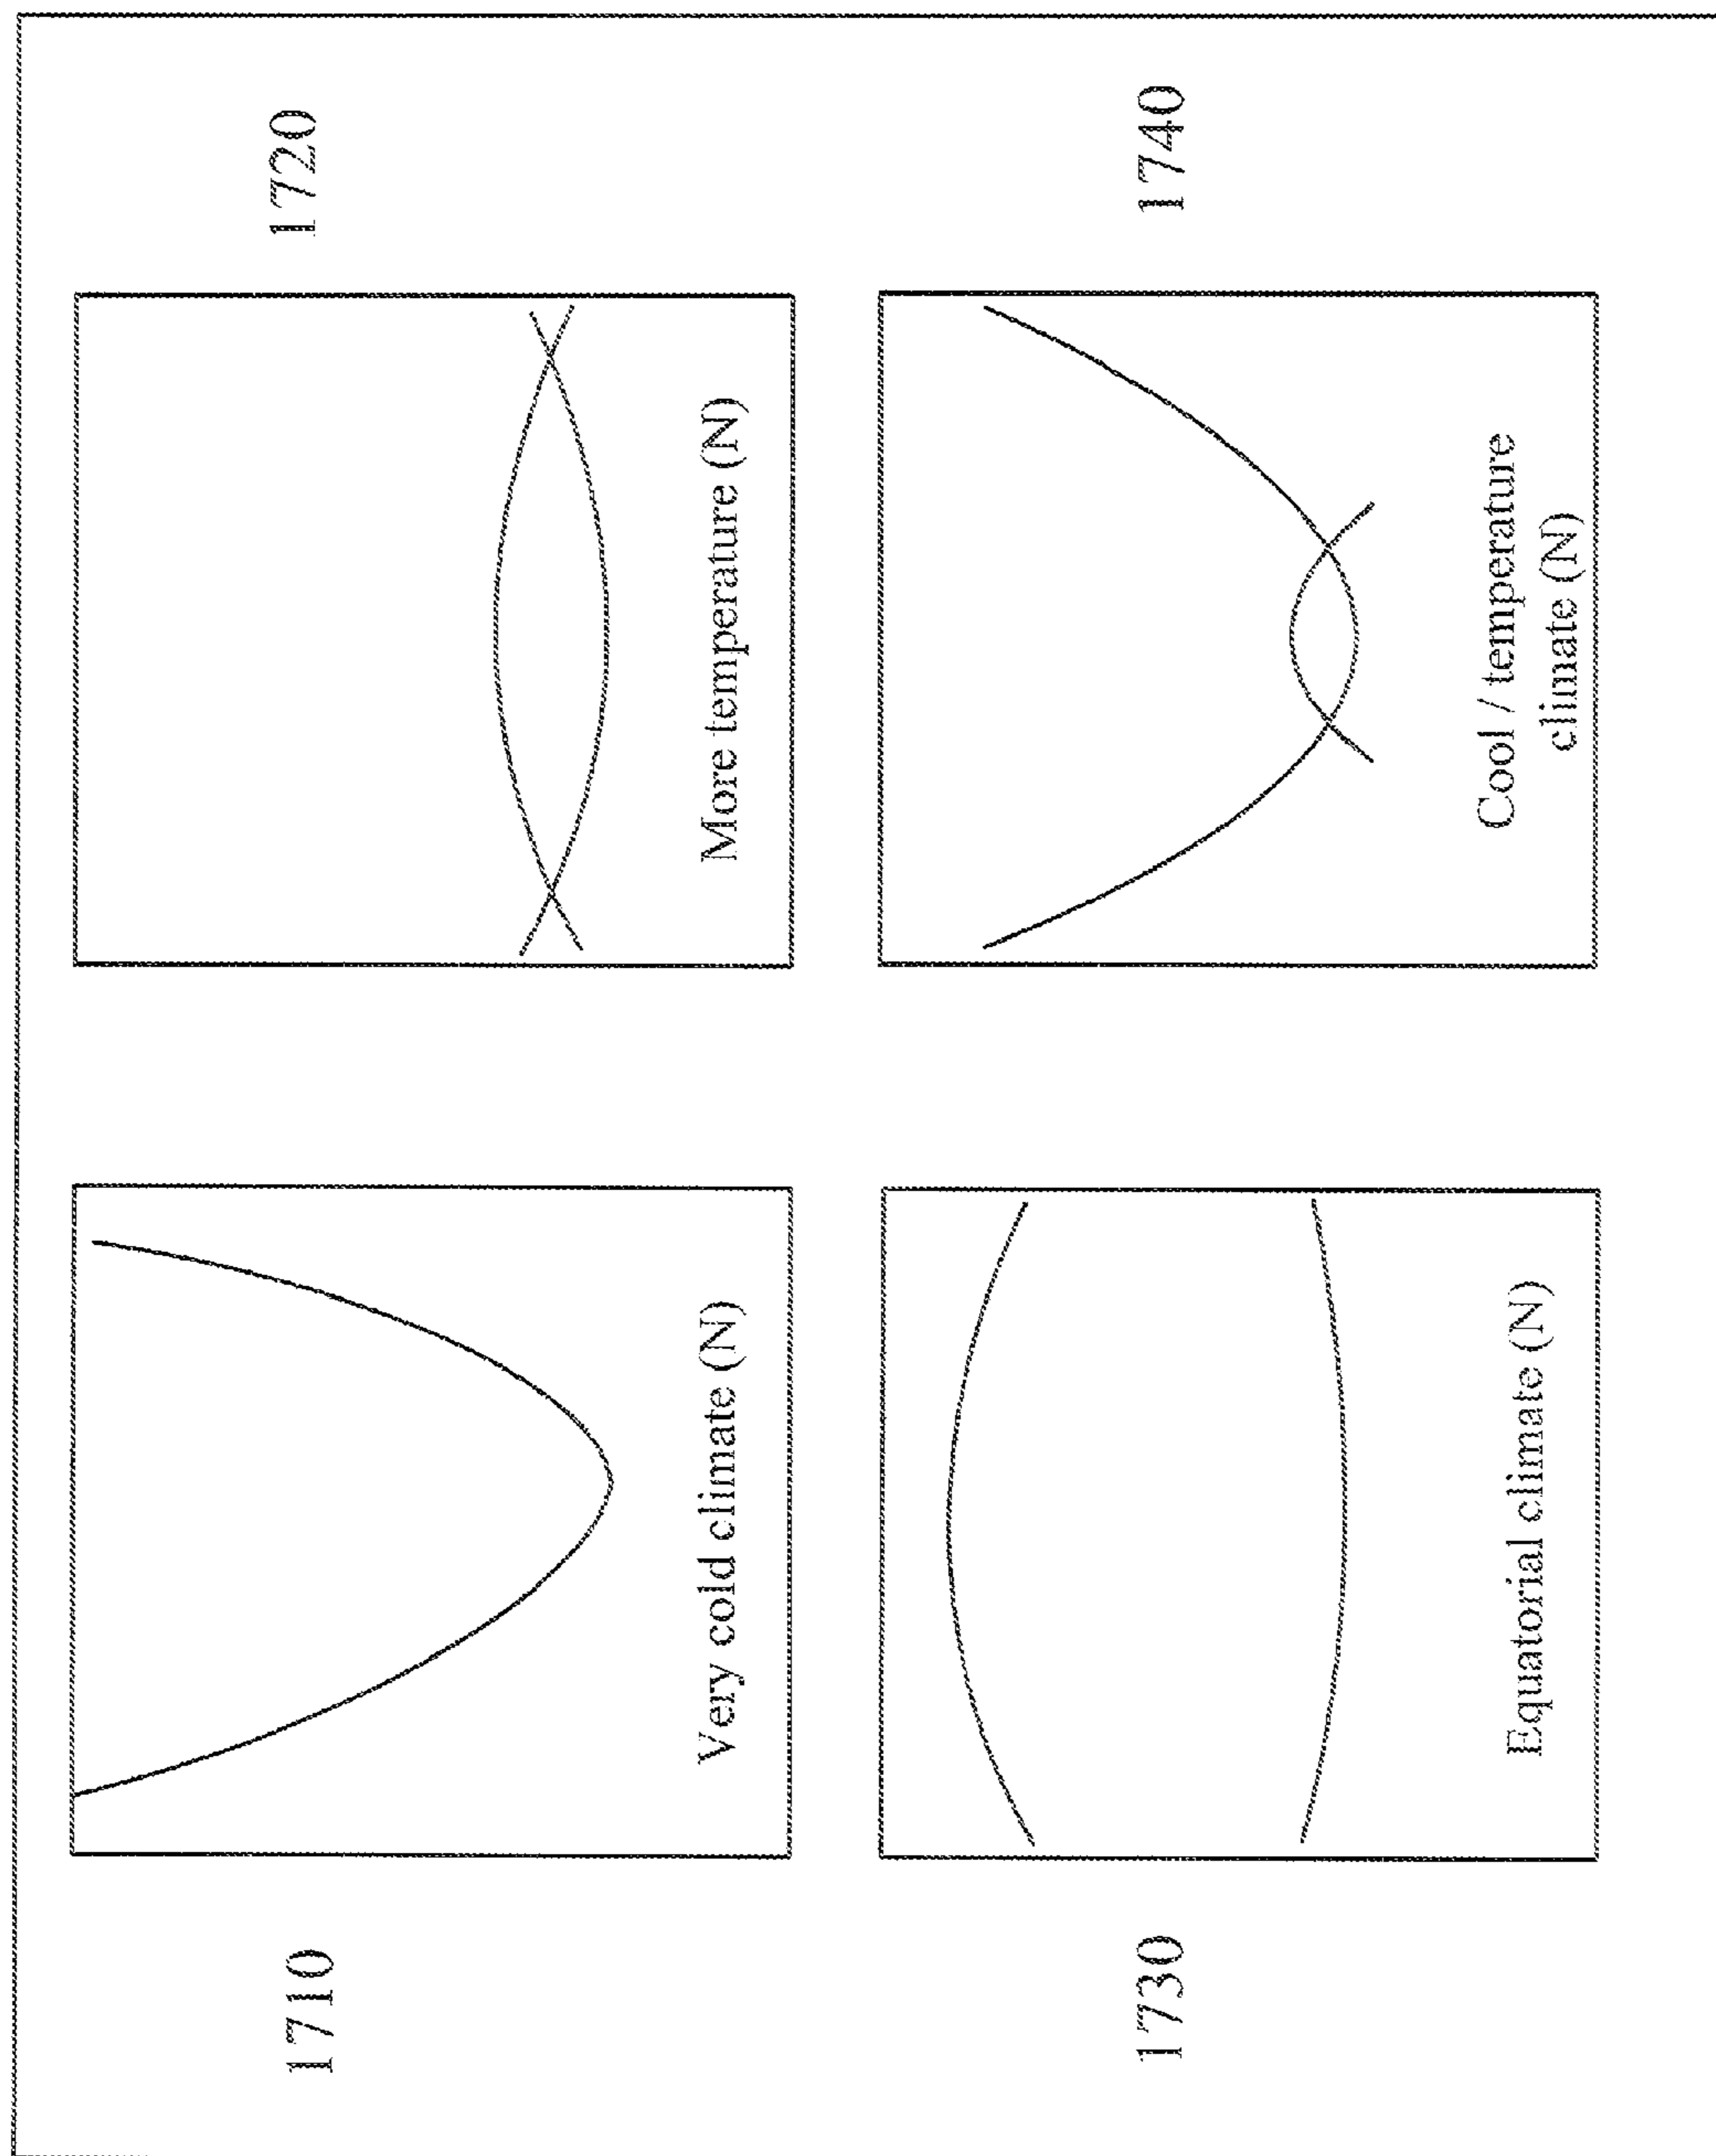 1710
Very cold climate (N)
More temperature (N)
1720
1730
Equatorial climate (N)
Cool / temperature
climate (N)
1740